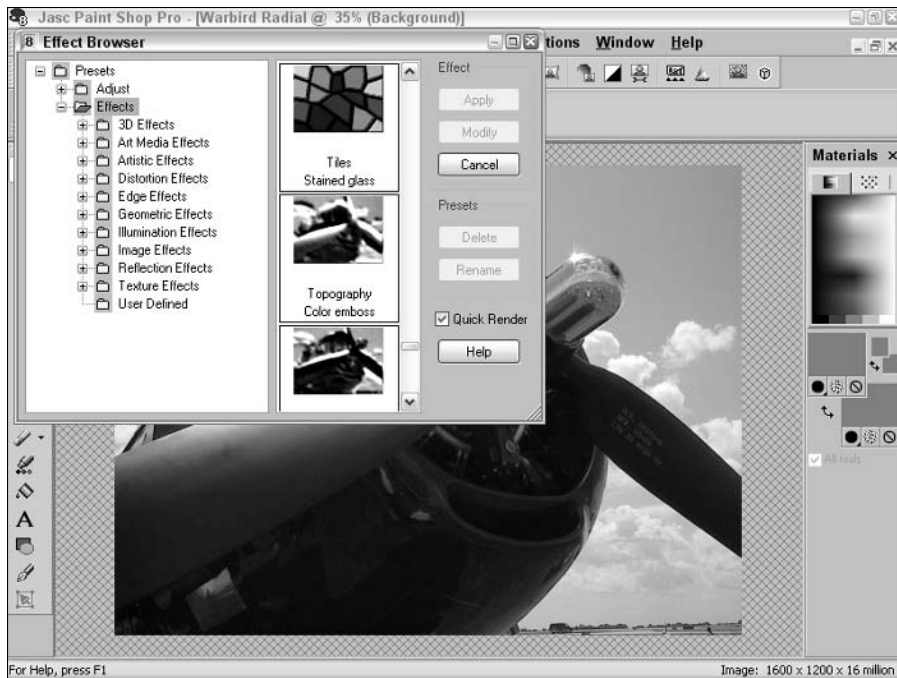 Jasc Paint Shop Pro - [Warbird Radial @ 35% (Background)]
Effect Browser
tions Window Help
Presets
Adjust
Effects
3D Effects
Art Media Effects
Artistic Effects
Distortion Effects
Edge Effects
Geometric Effects
Illumination Effects
Image Effects
Reflection Effects
Texture Effects
User Defined
Tiles
Stained glass
Topography
Color emboss
Effect
Apply
Modify
Cancel
Presets
Delete
Rename
Quick Render
Help
Materials
All tools
A
For Help, press F1
Image: 1600 x 1200 x 16 million